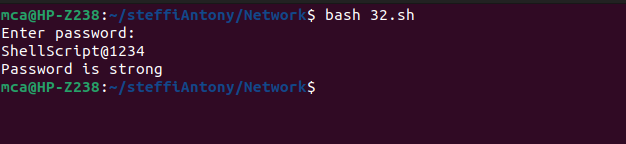 mca@HP-Z238:~/steffiAntony/Network$ bash 32.sh
Enter password:
ShellScript@1234
Password is strong
mca@HP-Z238:~/steffiAntony/Network$